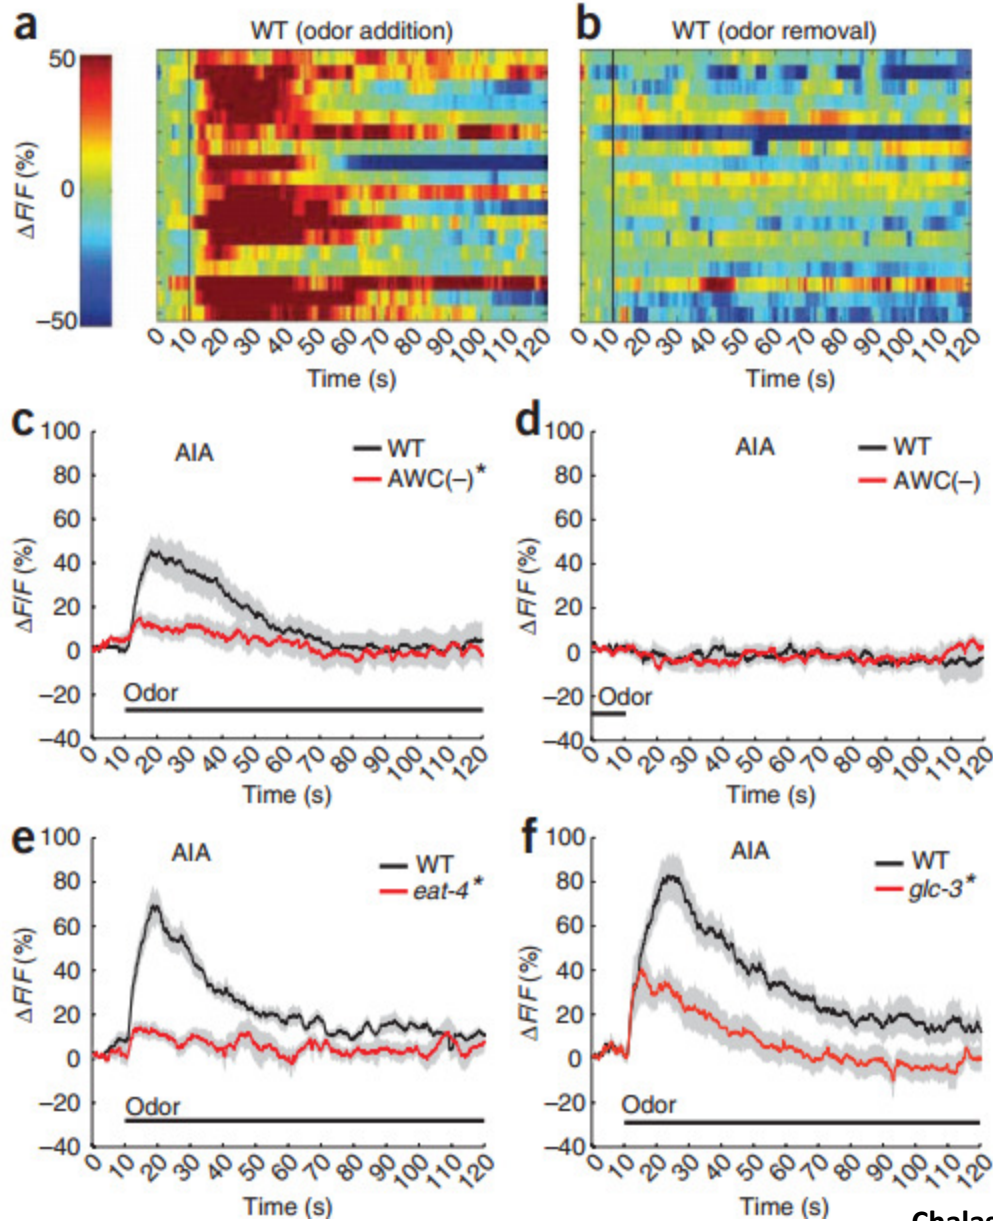 a
WT (odor addition)
50
0
–50
ΔF/F (%)
0 10 20 30 40 50 60 70 80 90 100 110 120
Time (s)
b
WT (odor removal)
0 10 20 30 40 50 60 70 80 90 100 110 120
Time (s)
c
AIA
WT
AWC(–)*
100
80
60
40
20
0
–20
–40
ΔF/F (%)
Odor
0 10 20 30 40 50 60 70 80 90 100 110 120
Time (s)
d
AIA
WT
AWC(–)
100
80
60
40
20
0
–20
–40
ΔF/F (%)
Odor
0 10 20 30 40 50 60 70 80 90 100 110 120
Time (s)
e
AIA
WT
eat-4*
100
80
60
40
20
0
–20
–40
ΔF/F (%)
Odor
0 10 20 30 40 50 60 70 80 90 100 110 120
Time (s)
f
AIA
WT
glc-3*
100
80
60
40
20
0
–20
–40
ΔF/F (%)
Odor
0 10 20 30 40 50 60 70 80 90 100 110 120
Time (s)